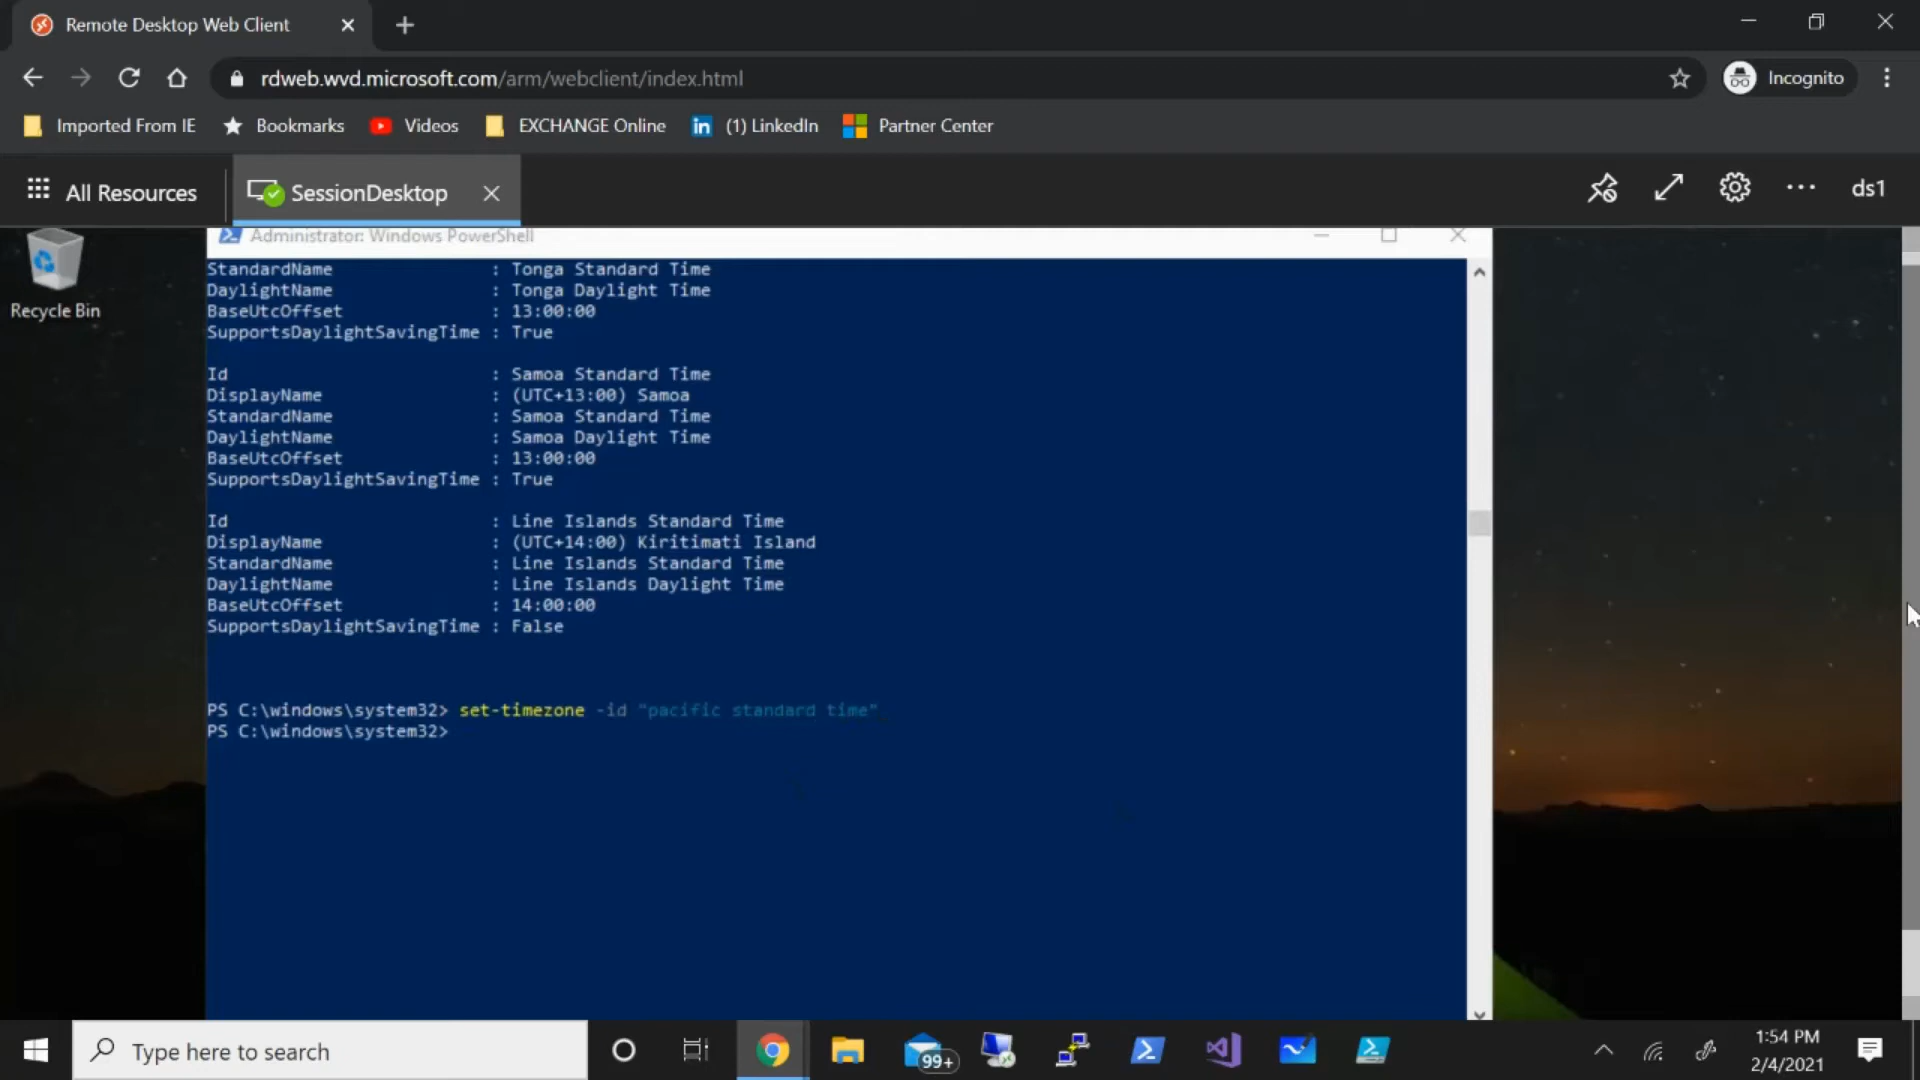 Remote Desktop Web Client
rdweb.wvd.microsoft.com/arm/webclient/index.html
Incognito
Imported From IE
Bookmarks
Videos
EXCHANGE Online
in (1) LinkedIn
Partner Center
All Resources
SessionDesktop
ds1
Administrator: Windows PowerShell
Recycle Bin
StandardName : Tonga Standard Time
DaylightName : Tonga Daylight Time
BaseUtcOffset : 13:00:00
SupportsDaylightSavingTime : True
Id : Samoa Standard Time
DisplayName : (UTC+13:00) Samoa
StandardName : Samoa Standard Time
DaylightName : Samoa Daylight Time
BaseUtcOffset : 13:00:00
SupportsDaylightSavingTime : True
Id : Line Islands Standard Time
DisplayName : (UTC+14:00) Kiritimati Island
StandardName : Line Islands Standard Time
DaylightName : Line Islands Daylight Time
BaseUtcOffset : 14:00:00
SupportsDaylightSavingTime : False
PS C:\windows\system32> set-timezone -id "pacific standard time"
PS C:\windows\system32>
Type here to search
99+
1:54 PM
2/4/2021